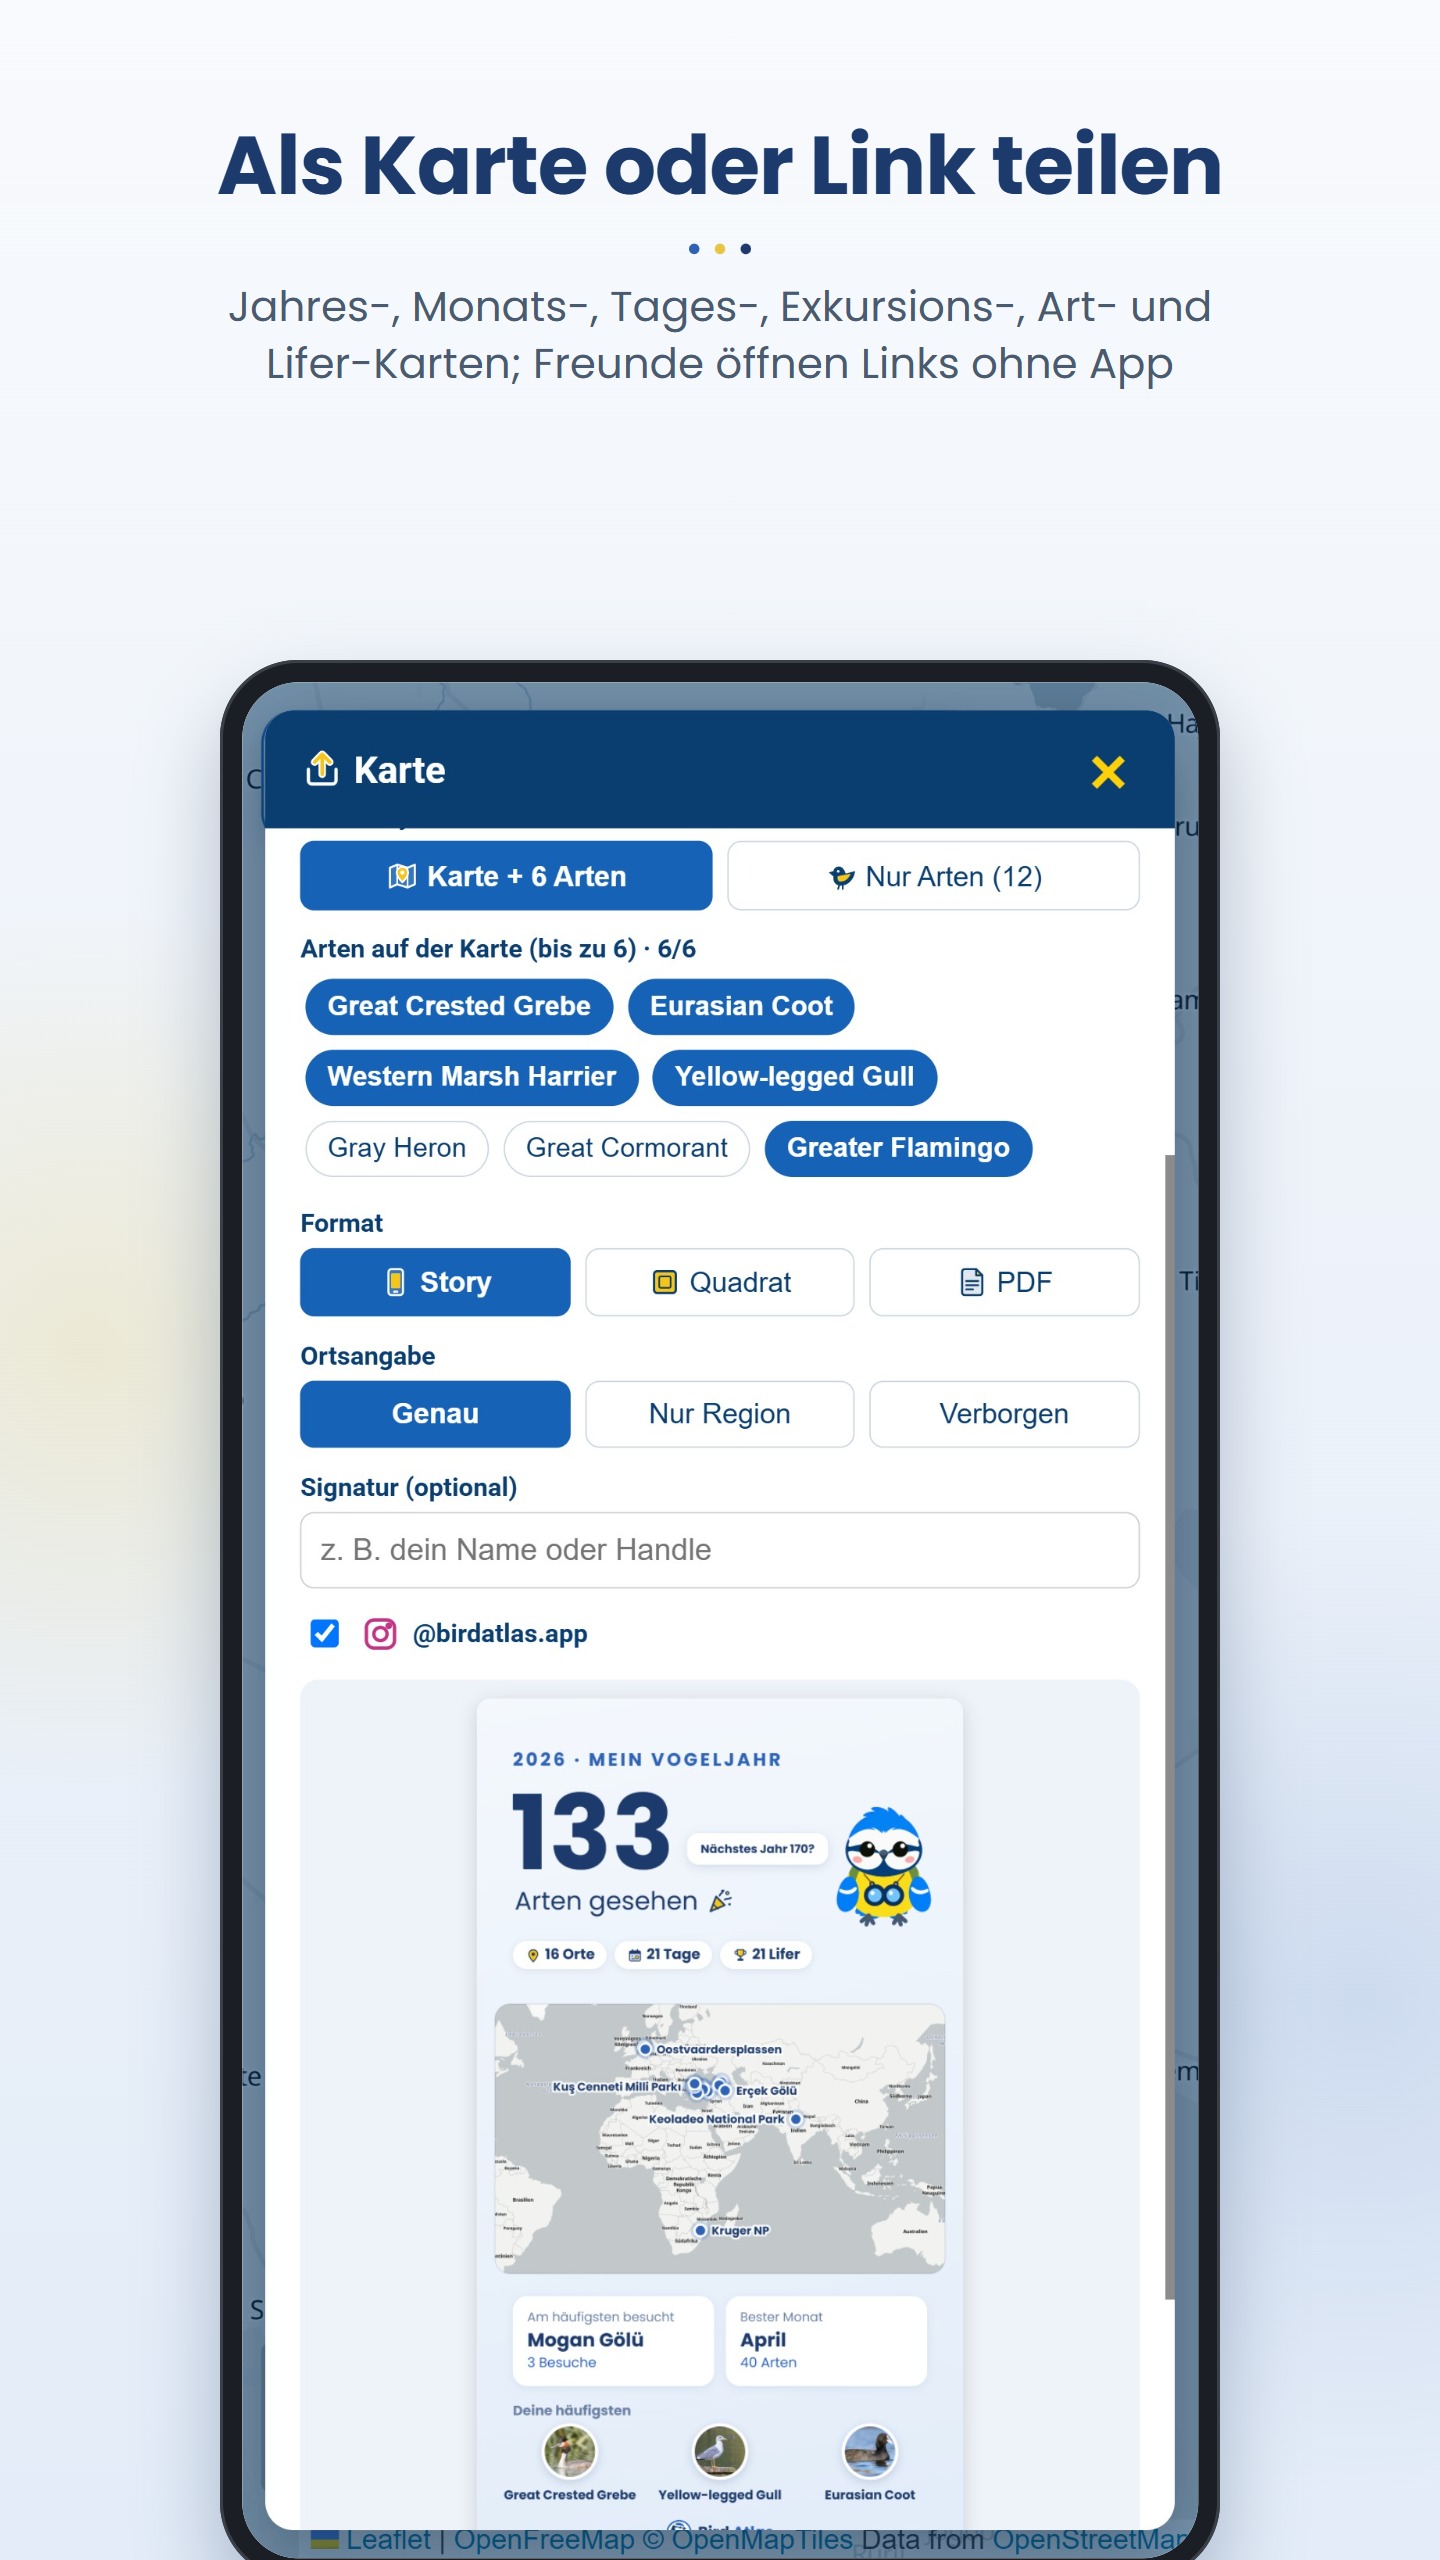 Als Karte oder Link teilen
Jahres-, Monats-, Tages-, Exkursions-, Art- und
Lifer-Karten; Freunde öffnen Links ohne App
Karte
Karte + 6 Arten
Nur Arten (12)
Arten auf der Karte (bis zu 6) · 6/6
Great Crested Grebe
Eurasian Coot
Western Marsh Harrier
Yellow-legged Gull
Gray Heron
Great Cormorant
Greater Flamingo
Format
Story
Quadrat
PDF
Ortsangabe
Genau
Nur Region
Verborgen
Signatur (optional)
z. B. dein Name oder Handle
@birdatlas.app
2026 · MEIN VOGELJAHR
133
Nächstes Jahr 170?
Arten gesehen
16 Orte
21 Tage
21 Lifer
Oostvaardersplassen
Kuş Cenneti Milli Parkı
Erçek Gölü
Keoladeo National Park
Kruger NP
China
Indien
Nigeria
Brasilien
Australien
Südafrika
Am häufigsten besucht
Mogan Gölü
3 Besuche
Bester Monat
April
40 Arten
Deine häufigsten
Great Crested Grebe
Yellow-legged Gull
Eurasian Coot
Leaflet | OpenFreeMap © OpenMapTiles Data from OpenStreetMap